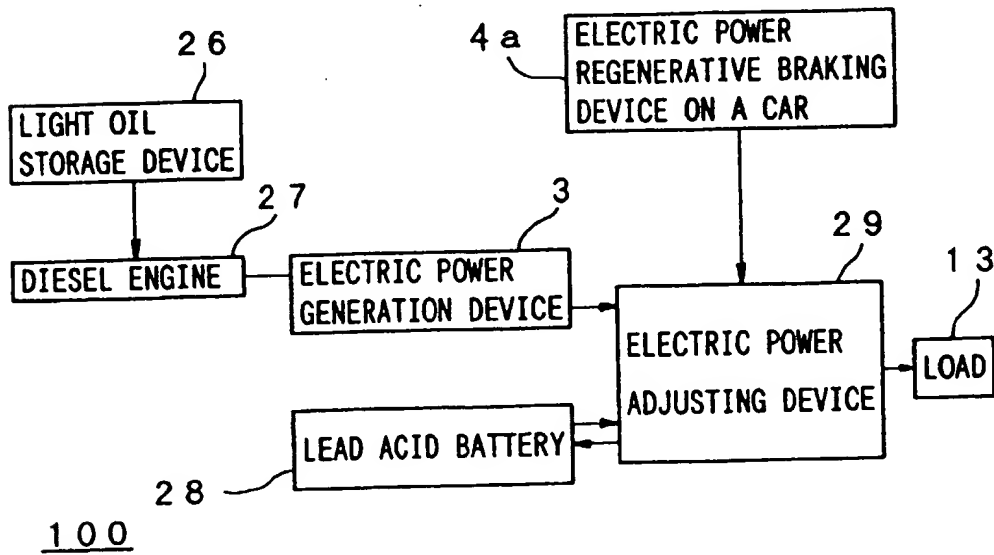 26
4a
ELECTRIC POWER
REGENERATIVE BRAKING
DEVICE ON A CAR
LIGHT OIL
STORAGE DEVICE
27
3
29
13
DIESEL ENGINE
ELECTRIC POWER
GENERATION DEVICE
ELECTRIC POWER
ADJUSTING DEVICE
LOAD
LEAD ACID BATTERY
28
100